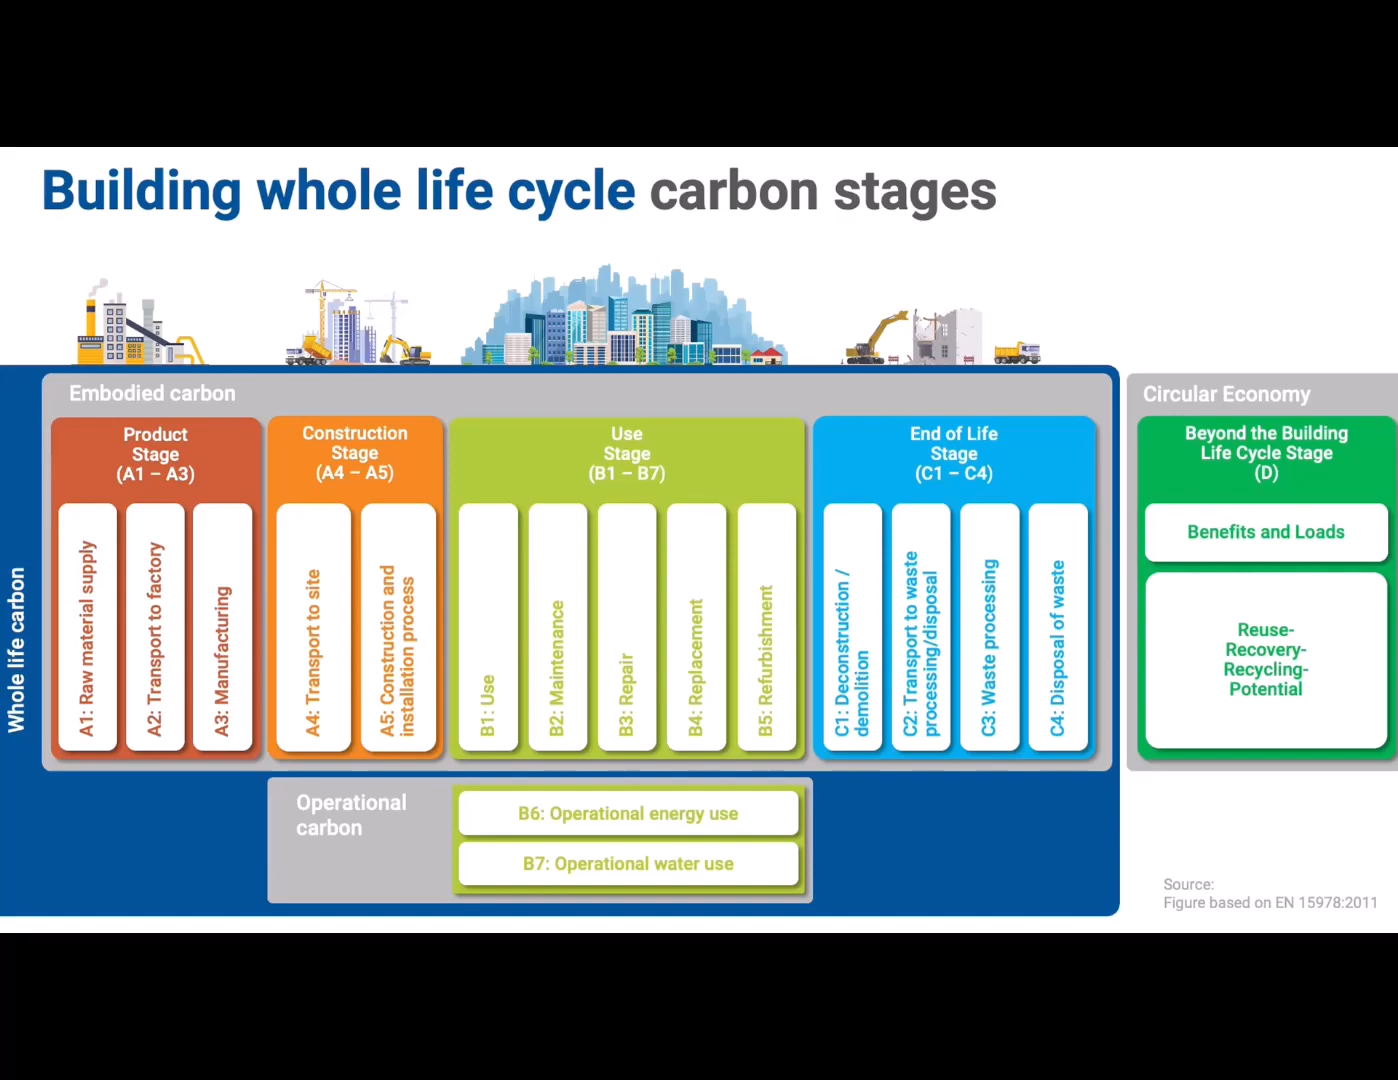 Building whole life cycle carbon stages
Whole life carbon
Embodied carbon
Product
Stage
(A1 – A3)
A1: Raw material supply
A2: Transport to factory
A3: Manufacturing
Construction
Stage
(A4 – A5)
A4: Transport to site
A5: Construction and
installation process
Use
Stage
(B1 – B7)
B1: Use
B2: Maintenance
B3: Repair
B4: Replacement
B5: Refurbishment
End of Life
Stage
(C1 – C4)
C1: Deconstruction /
demolition
C2: Transport to waste
processing/disposal
C3: Waste processing
C4: Disposal of waste
Operational
carbon
B6: Operational energy use
B7: Operational water use
Circular Economy
Beyond the Building
Life Cycle Stage
(D)
Benefits and Loads
Reuse-
Recovery-
Recycling-
Potential
Source:
Figure based on EN 15978:2011